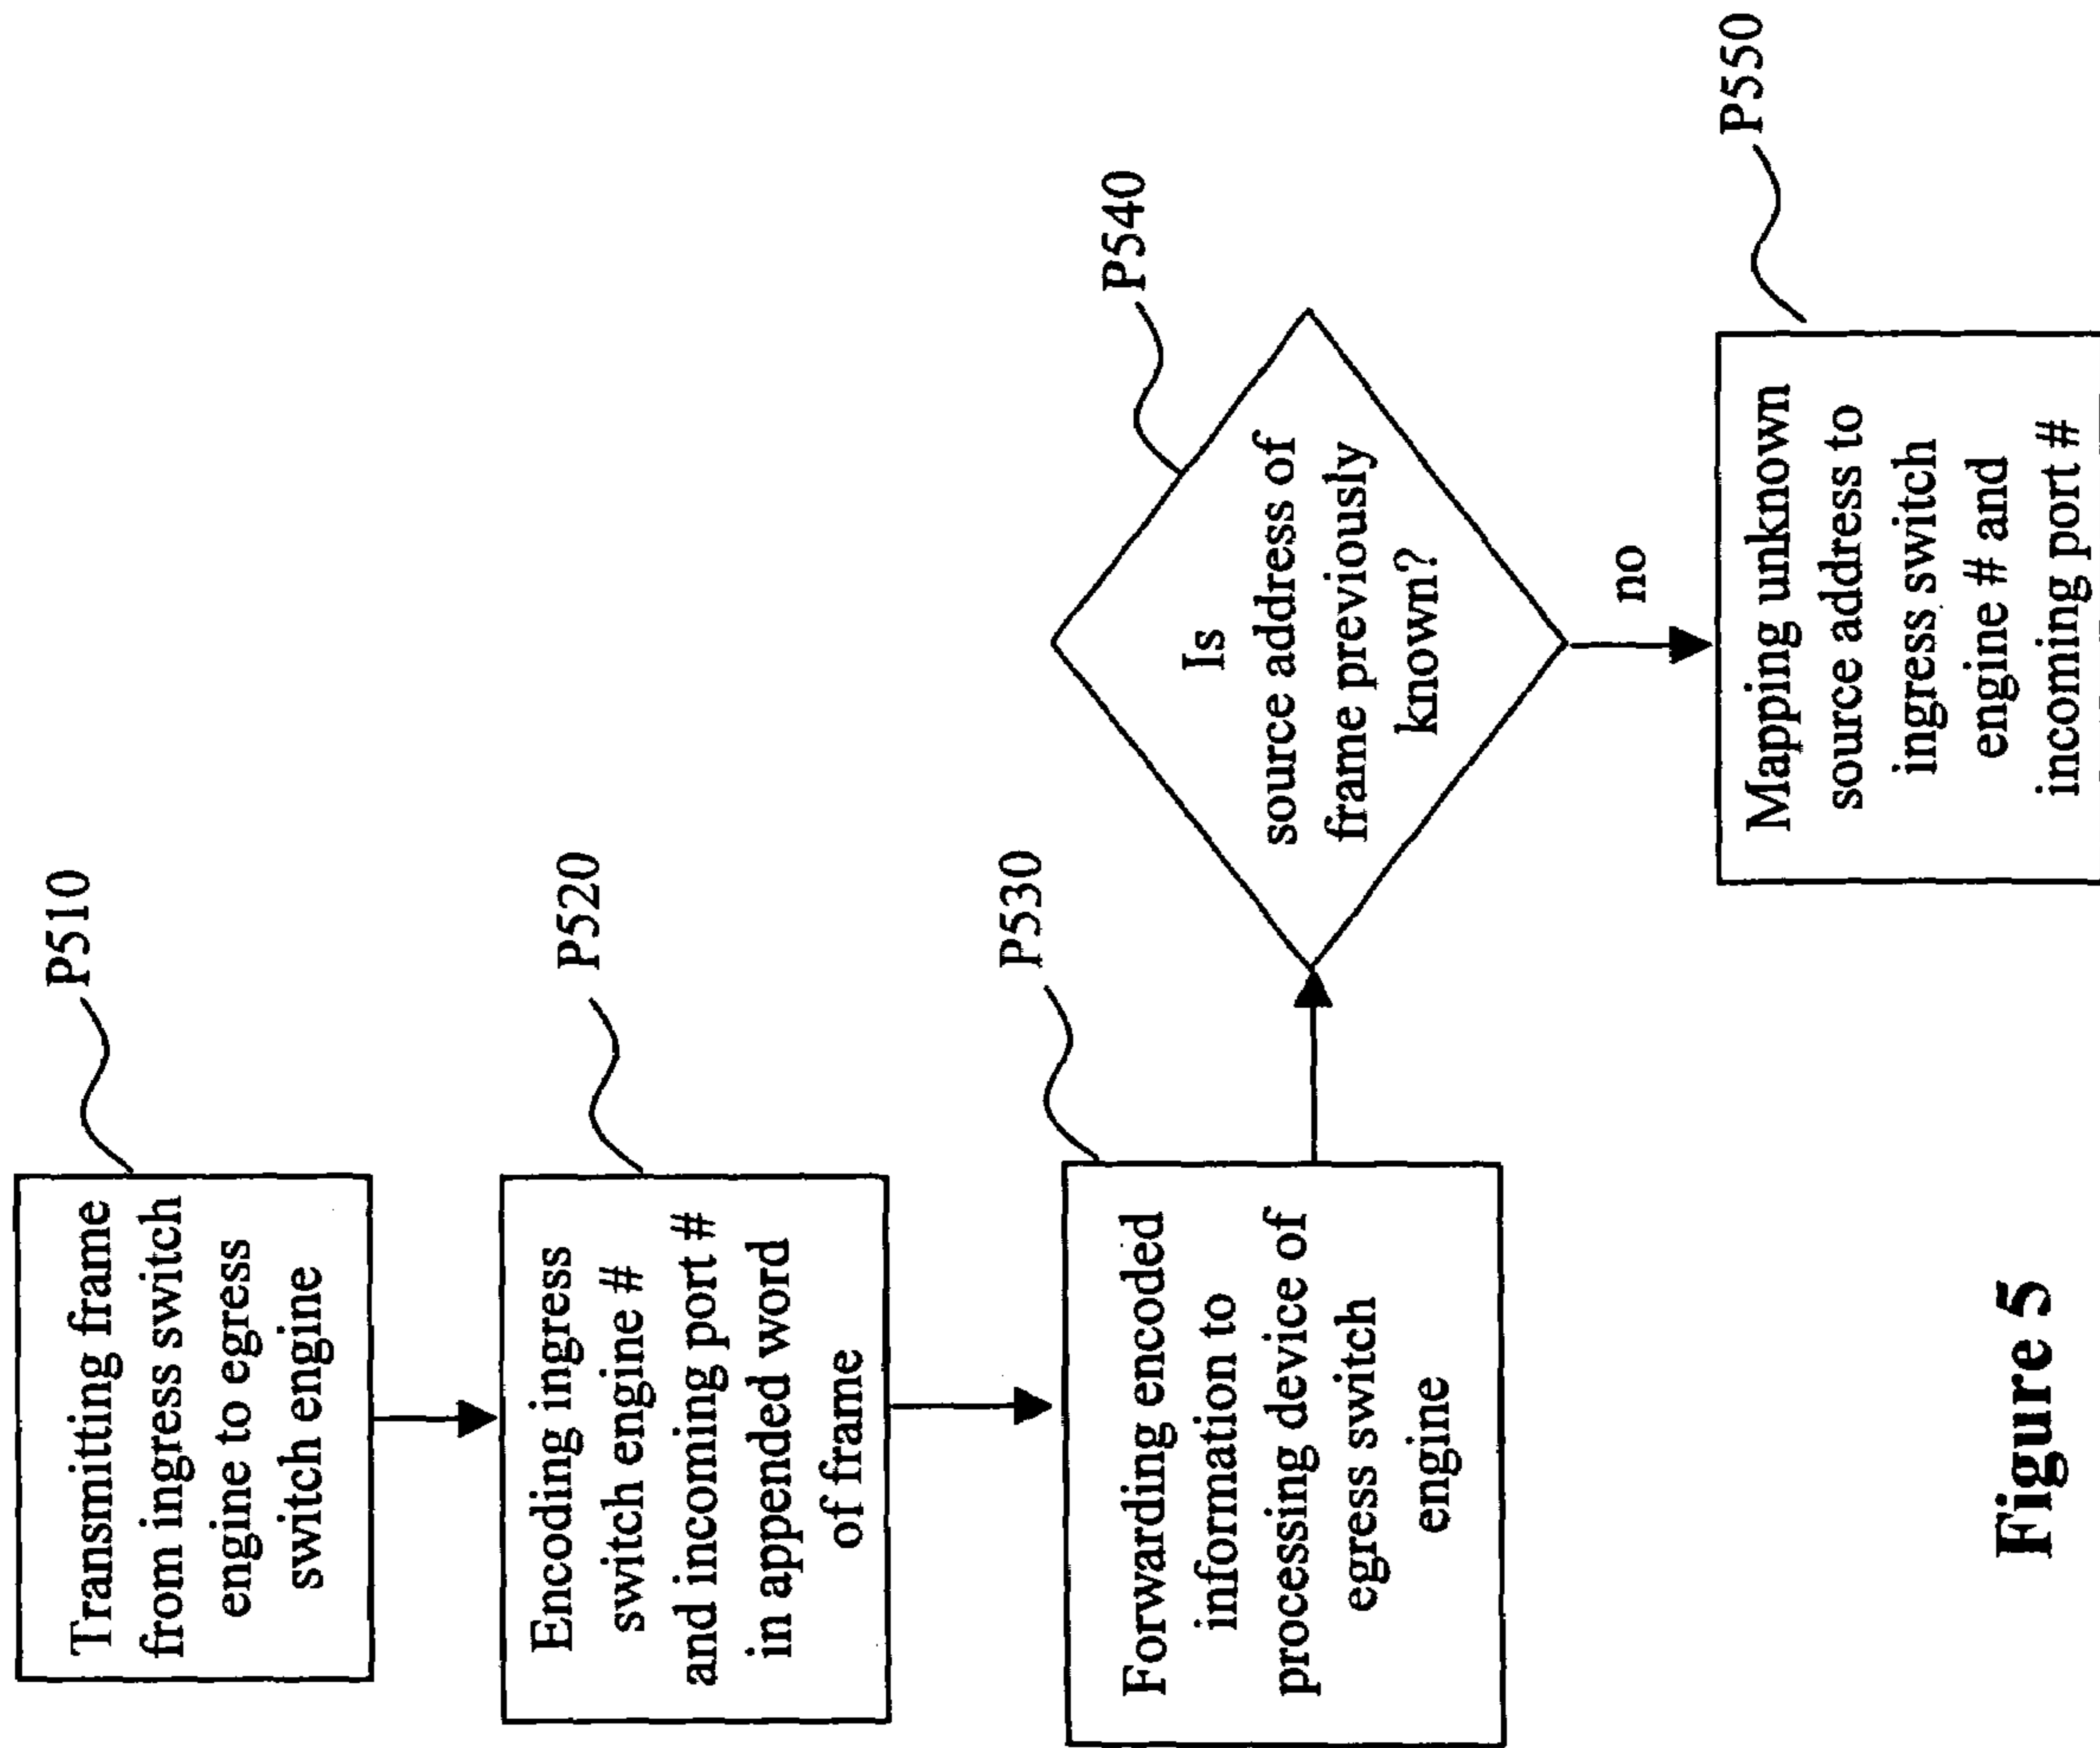 P510
Transmitting frame
from ingress switch
engine to egress
switch engine
P520
Encoding ingress
switch engine #
and incoming port #
in appended word
of frame
P530
Forwarding encoded
information to
processing device of
egress switch
engine
P540
Is
source address of
frame previously
known?
no
P550
Mapping unknown
source address to
ingress switch
engine # and
incoming port #
Figure 5